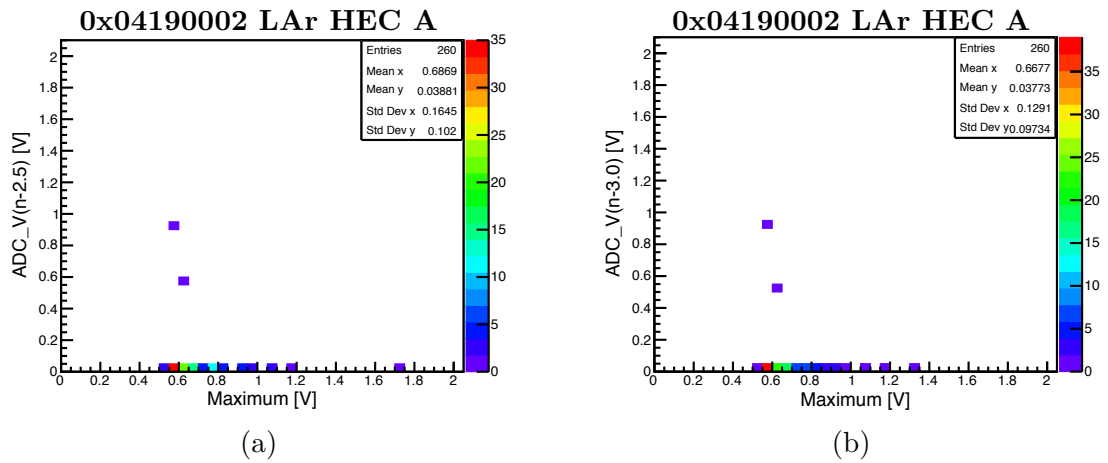 0x04190002 LAr HEC A
Entries 260
Mean x 0.6869
Mean y 0.03881
Std Dev x 0.1645
Std Dev y 0.102
ADC_V(n-2.5) [V]
2
1.8
1.6
1.4
1.2
1
0.8
0.6
0.4
0.2
0
0 0.2 0.4 0.6 0.8 1 1.2 1.4 1.6 1.8 2
Maximum [V]
35
30
25
20
15
10
5
0
(a)
0x04190002 LAr HEC A
Entries 260
Mean x 0.6677
Mean y 0.03773
Std Dev x 0.1291
Std Dev y 0.09734
ADC_V(n-3.0) [V]
2
1.8
1.6
1.4
1.2
1
0.8
0.6
0.4
0.2
0
0 0.2 0.4 0.6 0.8 1 1.2 1.4 1.6 1.8 2
Maximum [V]
35
30
25
20
15
10
5
0
(b)